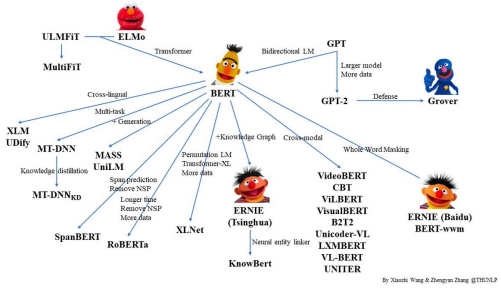 ULMFiT
ELMo
MultiFiT
Transformer
Bidirectional LM
GPT
Larger model
More data
GPT-2
Defense
Grover
BERT
Cross-lingual
Multi-task
+ Generation
+Knowledge Graph
Cross-modal
Whole Word Masking
XLM
UDify
MT-DNN
Knowledge distillation
MT-DNNKD
MASS
UniLM
Span prediction
Remove NSP
SpanBERT
Longer time
Remove NSP
More data
RoBERTa
Permutation LM
Transformer-XL
More data
XLNet
ERNIE
(Tsinghua)
Neural entity linker
KnowBert
VideoBERT
CBT
ViLBERT
VisualBERT
B2T2
Unicoder-VL
LXMBERT
VL-BERT
UNITER
ERNIE (Baidu)
BERT-wwm
By Xiaozhi Wang & Zhengyan Zhang @THUNLP